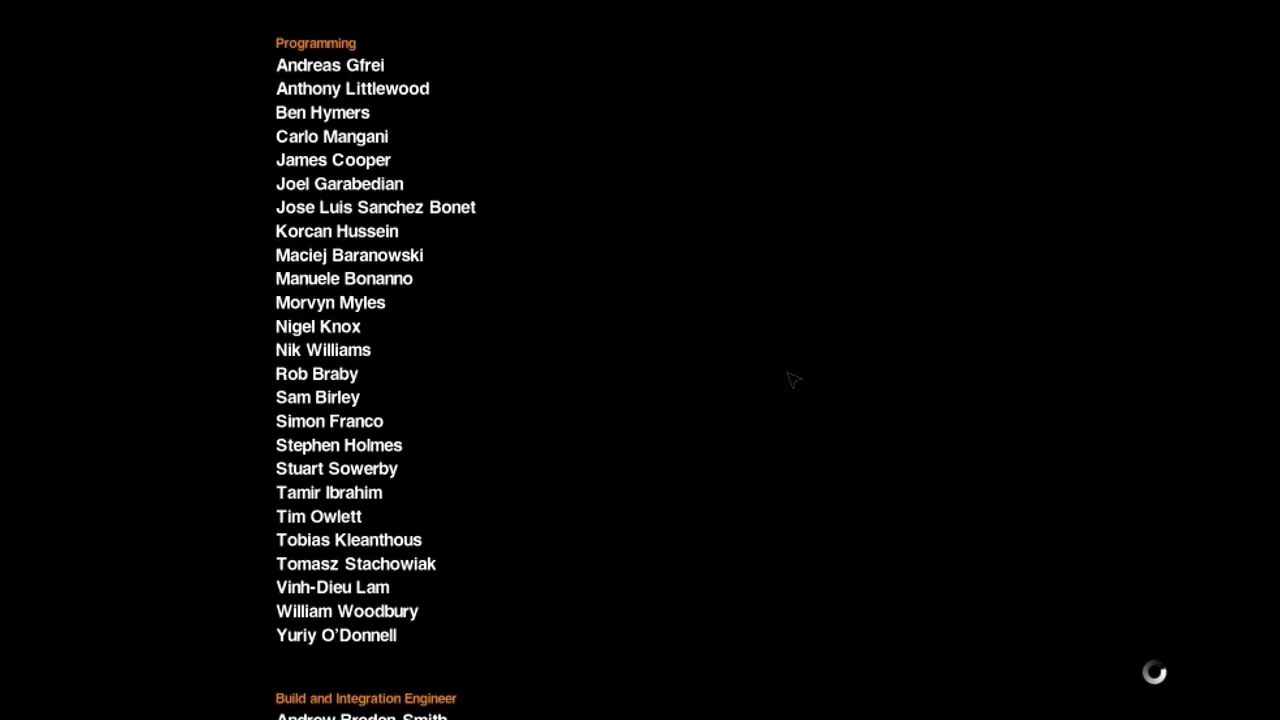 Programming
Andreas Gfrei
Anthony Littlewood
Ben Hymers
Carlo Mangani
James Cooper
Joel Garabedian
Jose Luis Sanchez Bonet
Korcan Hussein
Maciej Baranowski
Manuele Bonanno
Morvyn Myles
Nigel Knox
Nik Williams
Rob Braby
Sam Birley
Simon Franco
Stephen Holmes
Stuart Sowerby
Tamir Ibrahim
Tim Owlett
Tobias Kleanthous
Tomasz Stachowiak
Vinh-Dieu Lam
William Woodbury
Yuriy O’Donnell
Build and Integration Engineer
Andrew Broden-Smith